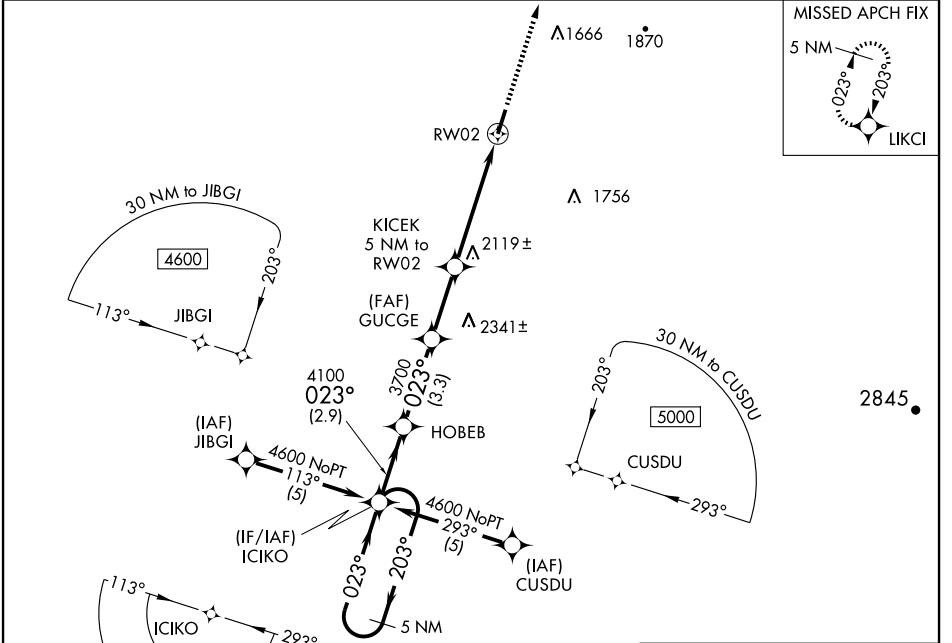 MISSED APCH FIX
5 NM
023°
203°
LIKCI
1666
1870
RW02
1756
30 NM to JIBGI
4600
203°
113°
JIBGI
KICEK
5 NM to
RW02
2119±
(FAF)
GUCGE
2341±
30 NM to CUSDU
203°
5000
CUSDU
293°
2845
4100
023°
(2.9)
3700
023°
(3.3)
HOBEB
(IAF)
JIBGI
4600 NoPT
113°
(5)
4600 NoPT
293°
(5)
(IF/IAF)
ICIKO
(IAF)
CUSDU
023°
203°
5 NM
113°
ICIKO
293°